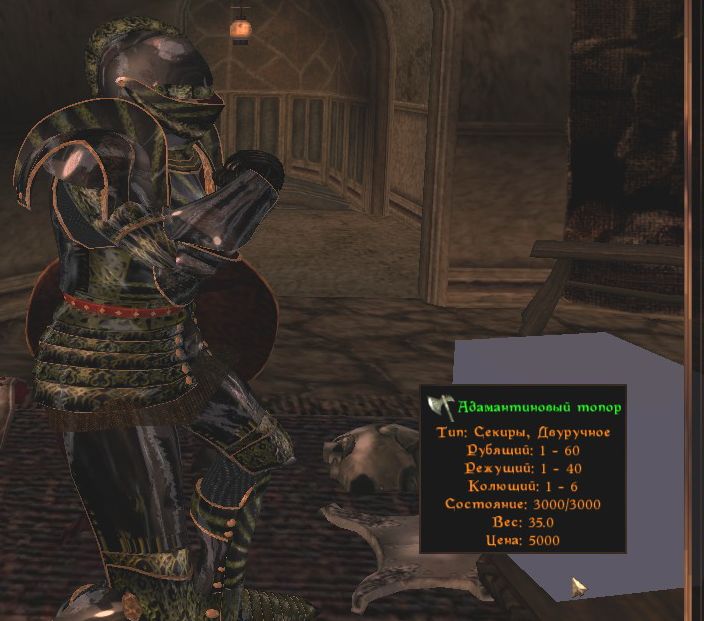 Адамантиновый топор
Тип: Секиры, Двуручное
Рубящий: 1 - 60
Режущий: 1 - 40
Колющий: 1 - 6
Состояние: 3000/3000
Вес: 35.0
Цена: 5000